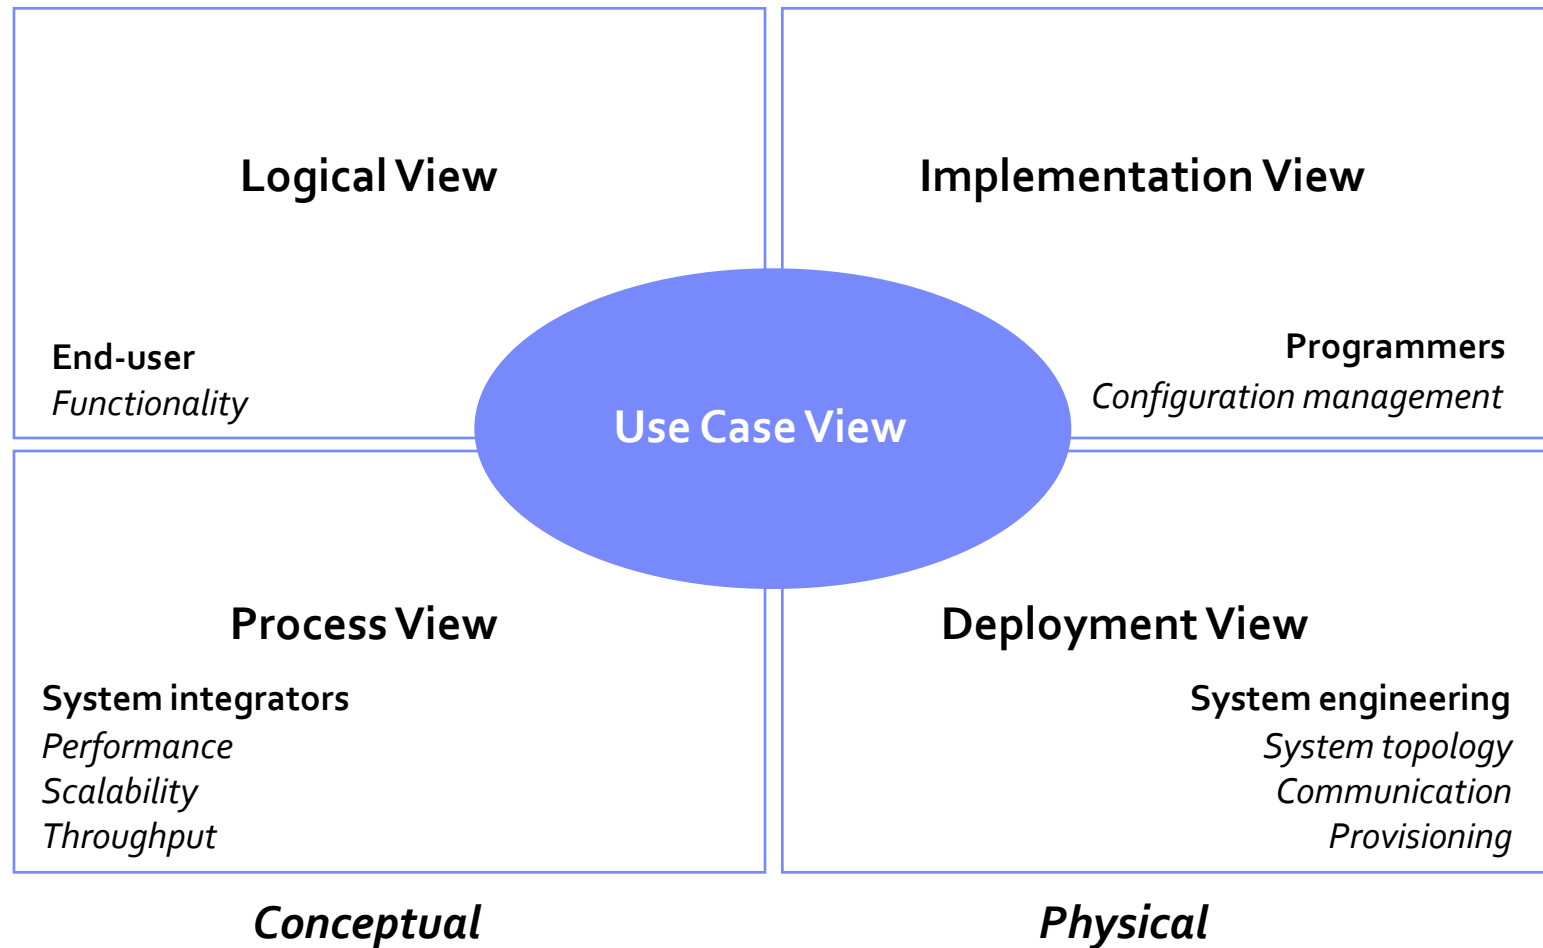 Logical View
End-user
Functionality
Implementation View
Programmers
Configuration management
Use Case View
Process View
System integrators
Performance
Scalability
Throughput
Deployment View
System engineering
System topology
Communication
Provisioning
Conceptual
Physical